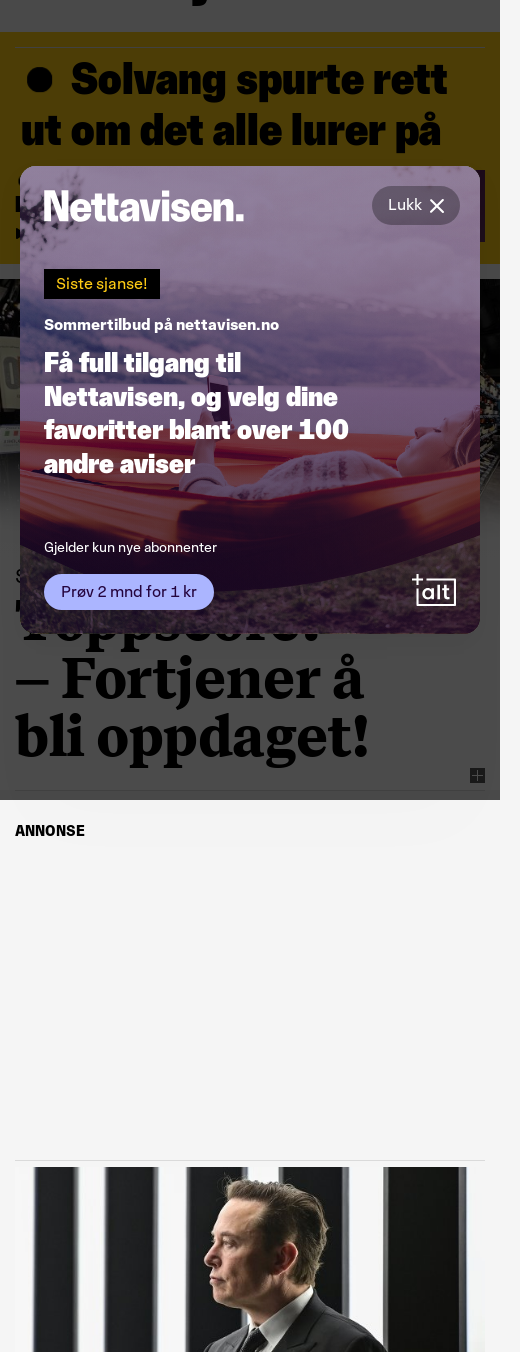 Solvang spurte rett
ut om det alle lurer på
Nettavisen.
Lukk
Siste sjanse!
Sommertilbud på nettavisen.no
Få full tilgang til
Nettavisen, og velg dine
favoritter blant over 100
andre aviser
Gjelder kun nye abonnenter
Prøv 2 mnd for 1 kr
+alt
– Fortjener å
bli oppdaget!
ANNONSE